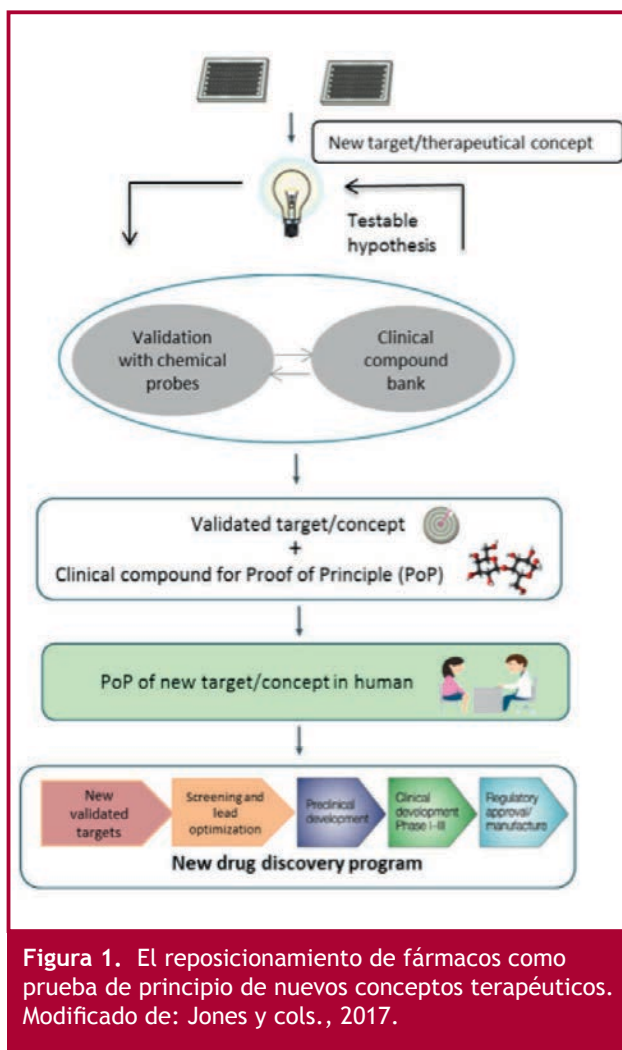 New target/therapeutical concept
Testable
hypothesis
Validation
with chemical
probes
Clinical
compound
bank
Validated target/concept
+
Clinical compound for Proof of Principle (PoP)
PoP of new target/concept in human
New
validated
targets
Screening and
lead
optimization
Preclinical
development
Clinical
development
Phase I-III
Regulatory
approval/
manufacture
New drug discovery program
Figura 1. El reposicionamiento de fármacos como
prueba de principio de nuevos conceptos terapéuticos.
Modificado de: Jones y cols., 2017.